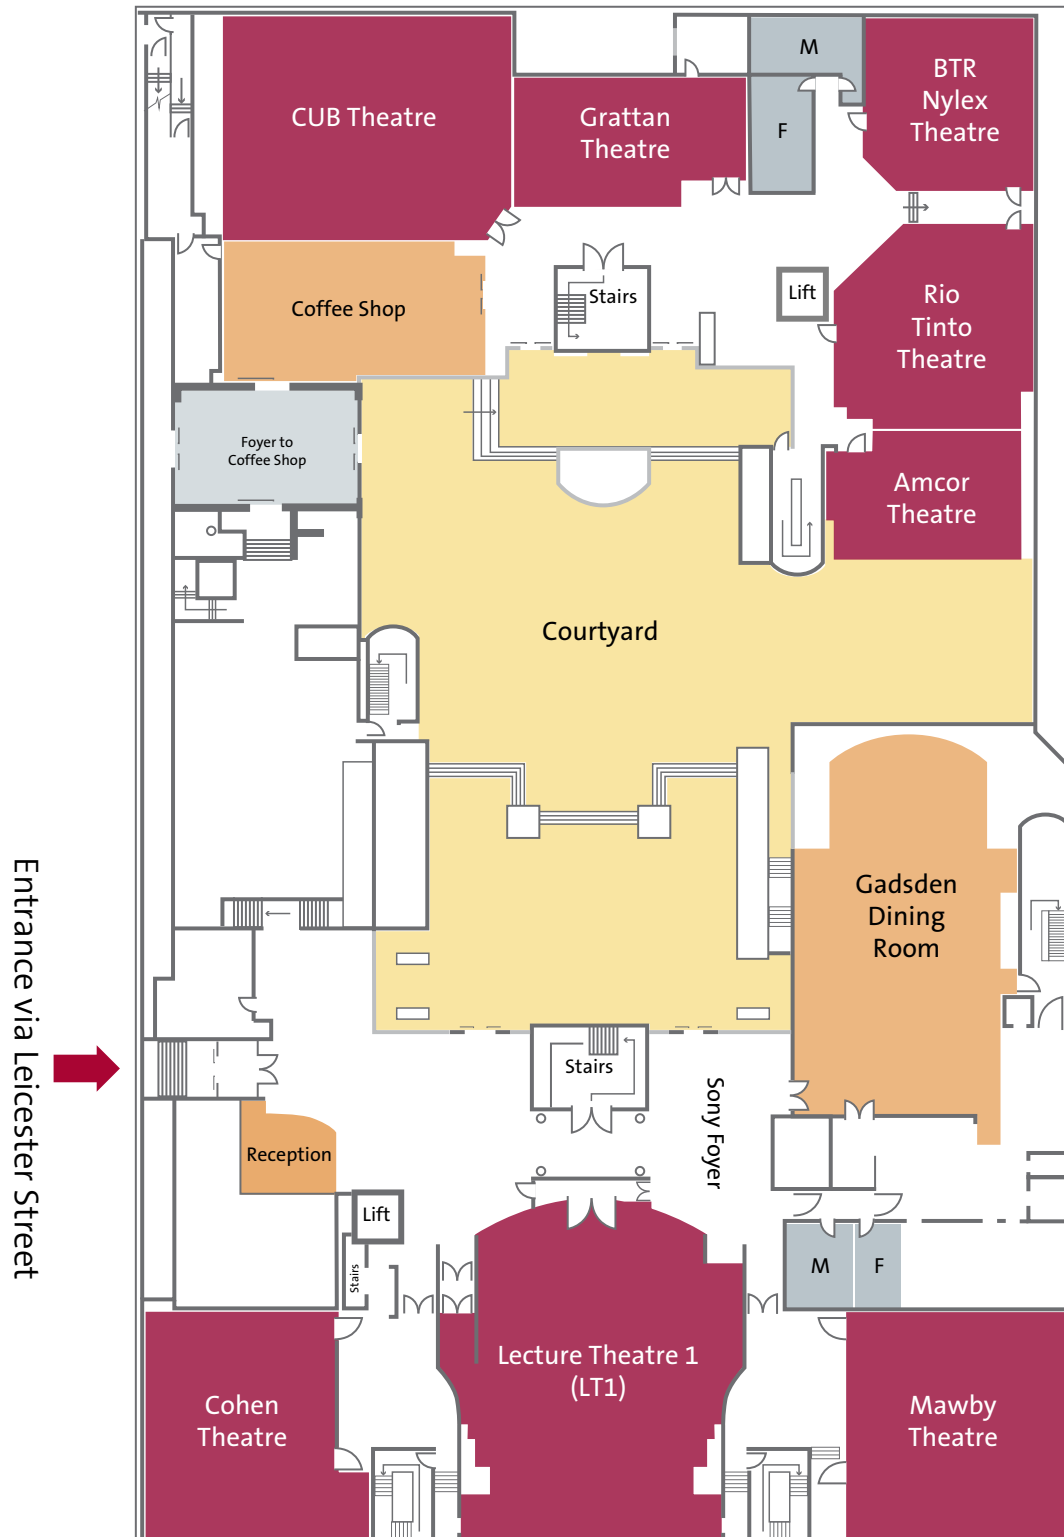 M
BTR
Nylex
Theatre
CUB Theatre
Grattan
Theatre
F
Stairs
Lift
Rio
Tinto
Theatre
Coffee Shop
Foyer to
Coffee Shop
Amcor
Theatre
Courtyard
Gadsden
Dining
Room
Entrance via Leicester Street
Stairs
Sony Foyer
Reception
Lift
Stairs
M
F
Lecture Theatre 1
(LT1)
Cohen
Theatre
Mawby
Theatre